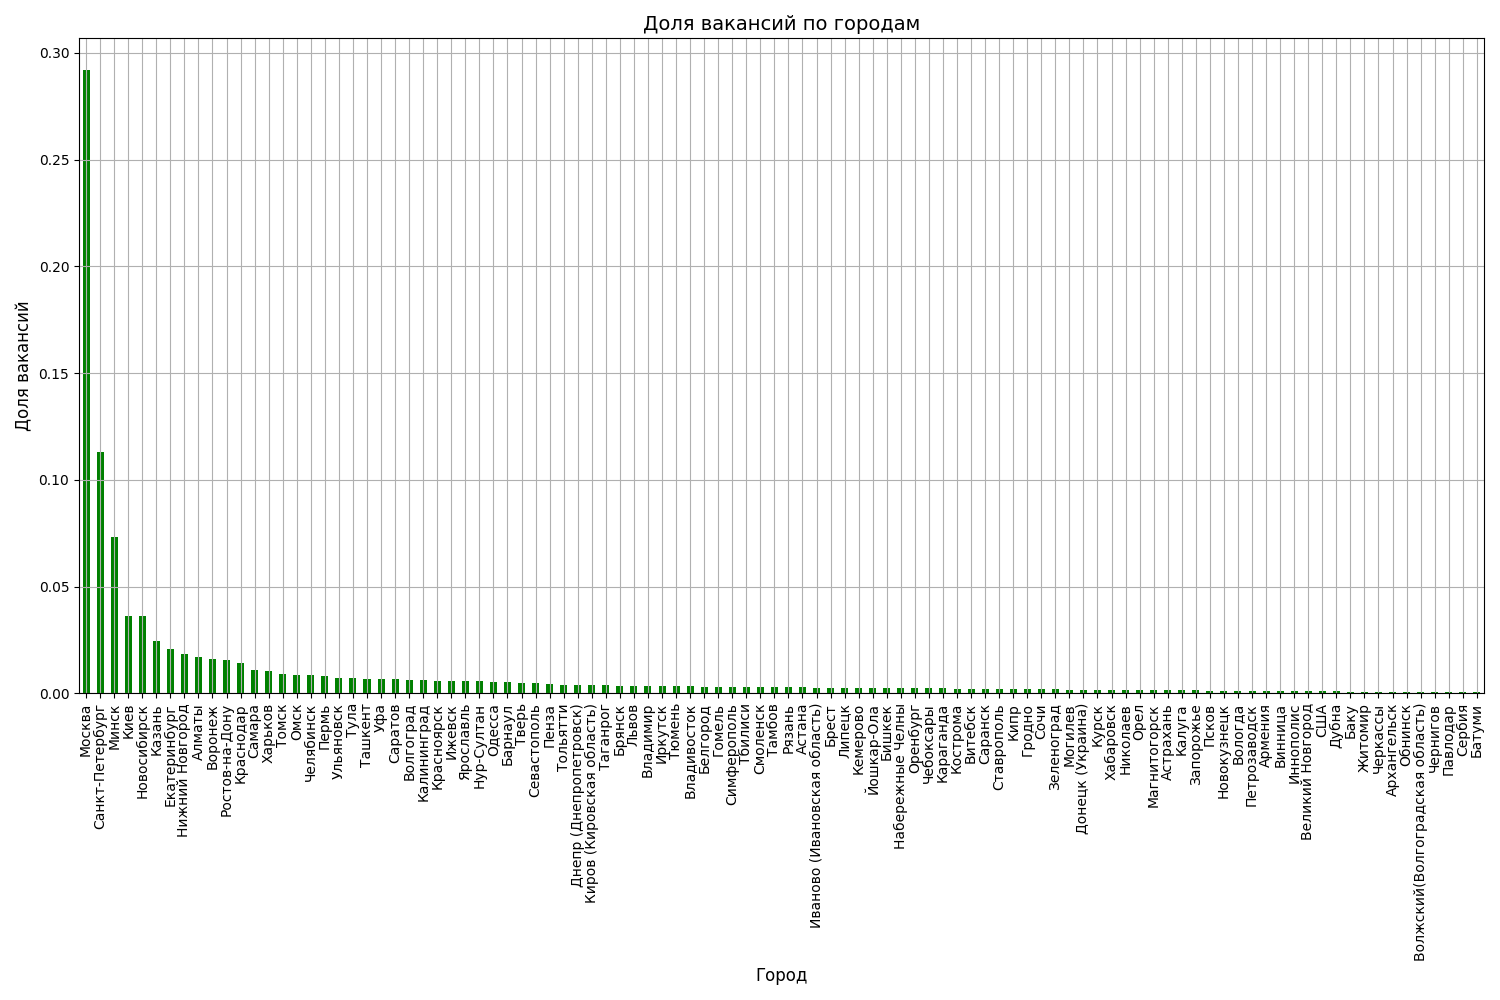 Доля вакансий по городам
0.30
0.25
0.20
0.15
0.10
0.05
0.00
Доля вакансий
Москва
Санкт-Петербург
Минск
Киев
Новосибирск
Казань
Екатеринбург
Нижний Новгород
Алматы
Воронеж
Ростов-на-Дону
Краснодар
Самара
Харьков
Томск
Омск
Челябинск
Пермь
Ульяновск
Тула
Ташкент
Уфа
Саратов
Волгоград
Калининград
Красноярск
Ижевск
Ярославль
Нур-Султан
Одесса
Барнаул
Тверь
Севастополь
Пенза
Тольятти
Днепр (Днепропетровск)
Киров (Кировская область)
Таганрог
Брянск
Львов
Владимир
Иркутск
Тюмень
Владивосток
Белгород
Гомель
Симферополь
Тбилиси
Смоленск
Тамбов
Рязань
Астана
Иваново (Ивановская область)
Брест
Липецк
Кемерово
Йошкар-Ола
Бишкек
Набережные Челны
Оренбург
Чебоксары
Караганда
Кострома
Витебск
Саранск
Ставрополь
Кипр
Гродно
Сочи
Зеленоград
Могилев
Донецк (Украина)
Курск
Хабаровск
Николаев
Орел
Магнитогорск
Астрахань
Калуга
Запорожье
Псков
Новокузнецк
Вологда
Петрозаводск
Армения
Винница
Иннополис
Великий Новгород
США
Дубна
Баку
Житомир
Черкассы
Архангельск
Обнинск
Волжский(Волгоградская область)
Чернигов
Павлодар
Сербия
Батуми
Город